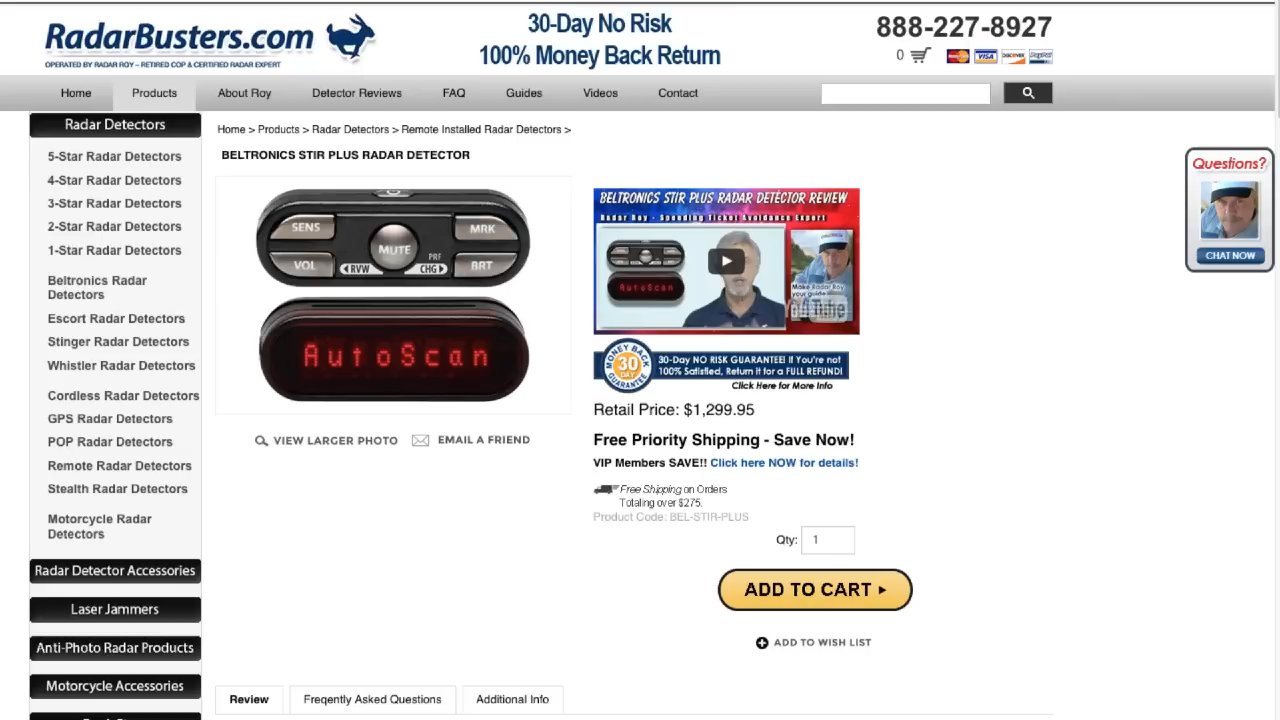 RadarBusters.com
OPERATED BY RADAR ROY – RETIRED COP & CERTIFIED RADAR EXPERT
30-Day No Risk
100% Money Back Return
888-227-8927
0
MasterCard VISA DISCOVER
Home Products About Roy Detector Reviews FAQ Guides Videos Contact
Radar Detectors
5-Star Radar Detectors
4-Star Radar Detectors
3-Star Radar Detectors
2-Star Radar Detectors
1-Star Radar Detectors
Beltronics Radar
Detectors
Escort Radar Detectors
Stinger Radar Detectors
Whistler Radar Detectors
Cordless Radar Detectors
GPS Radar Detectors
POP Radar Detectors
Remote Radar Detectors
Stealth Radar Detectors
Motorcycle Radar
Detectors
Radar Detector Accessories
Laser Jammers
Anti-Photo Radar Products
Motorcycle Accessories
Home > Products > Radar Detectors > Remote Installed Radar Detectors >
BELTRONICS STIR PLUS RADAR DETECTOR
SENS MUTE MRK
VOL RVW PRF CHG BRT
AutoScan
VIEW LARGER PHOTO EMAIL A FRIEND
BELTRONICS STIR PLUS RADAR DETECTOR REVIEW
Radar Roy - Speeding Ticket Avoidance Expert
AutoScan
Make Radar Roy
your guide
YouTube
MONEY BACK
30
DAY
GUARANTEE
30-Day NO RISK GUARANTEE! If You're not
100% Satisfied, Return it for a FULL REFUND!
Click Here for More Info
Retail Price: $1,299.95
Free Priority Shipping - Save Now!
VIP Members SAVE!! Click here NOW for details!
Free Shipping on Orders
Totaling over $275.
Product Code: BEL-STIR-PLUS
Qty: 1
ADD TO CART
ADD TO WISH LIST
Review Freqently Asked Questions Additional Info
Questions?
CHAT NOW